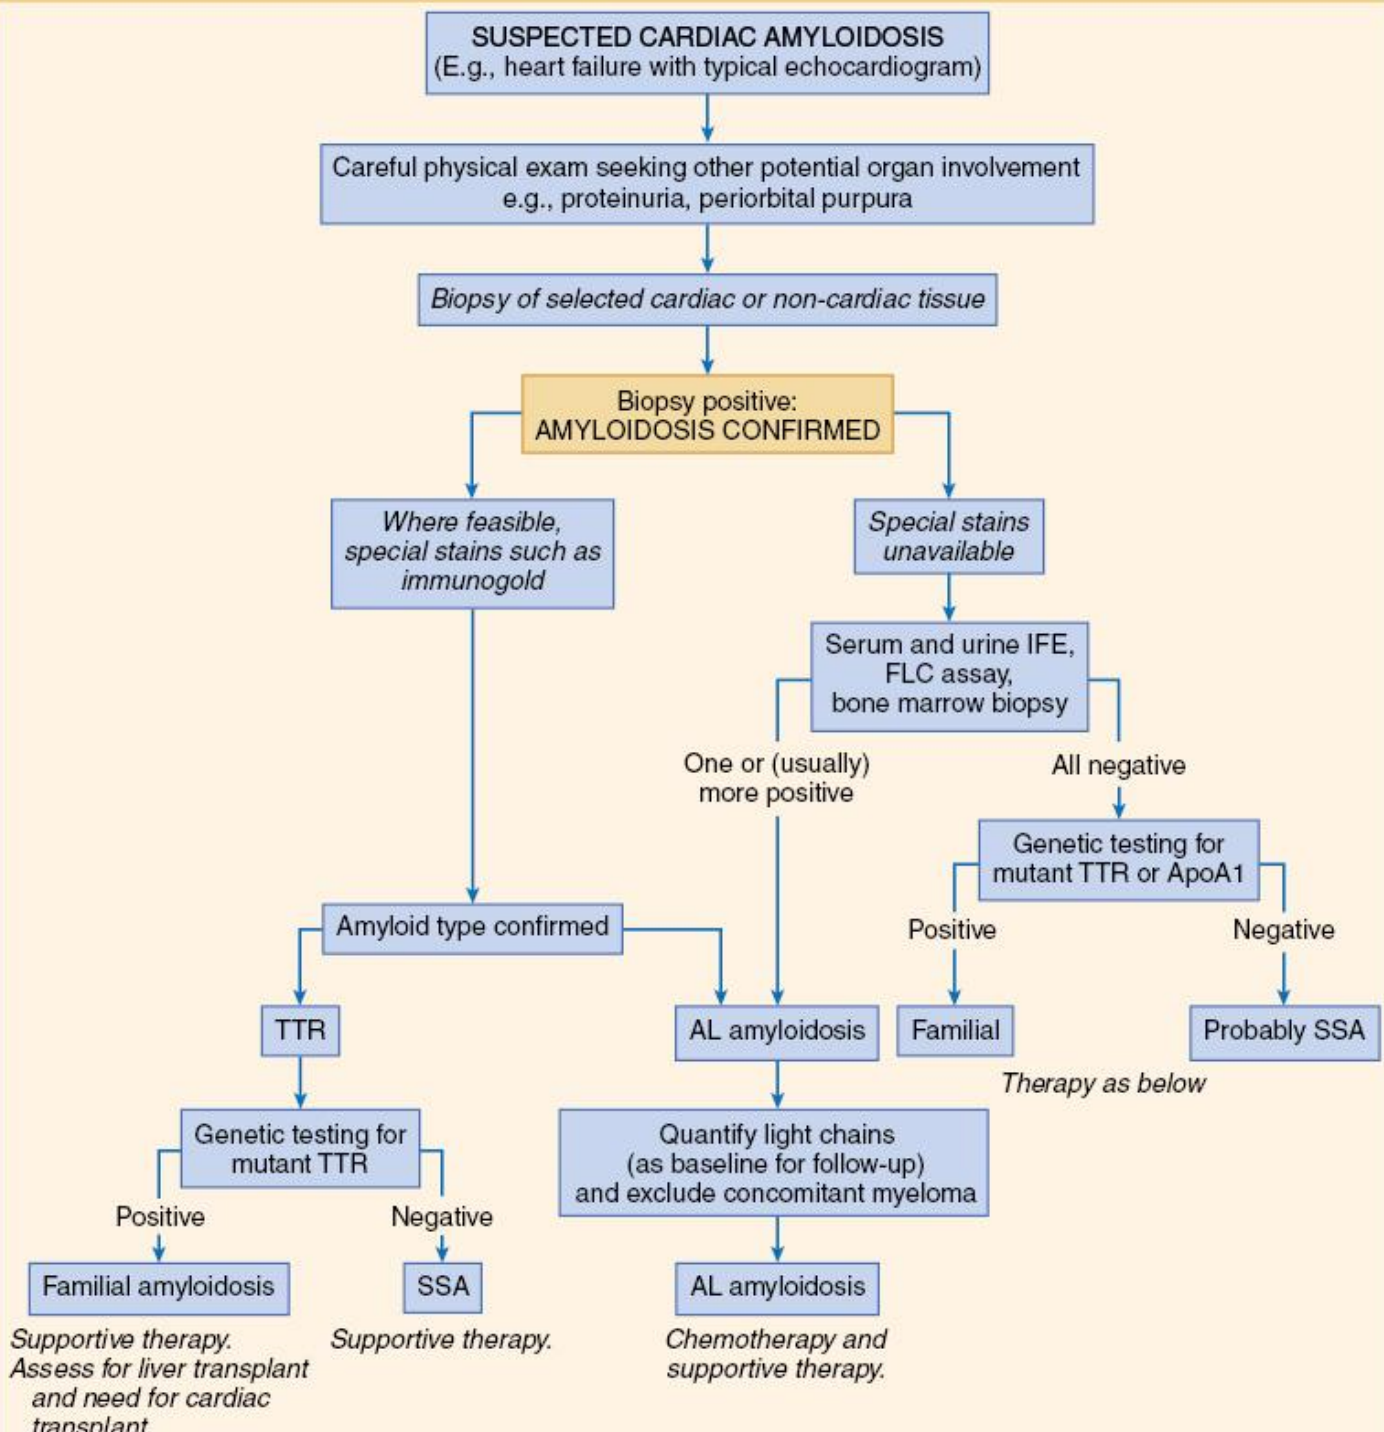 SUSPECTED CARDIAC AMYLOIDOSIS
(E.g., heart failure with typical echocardiogram)
Careful physical exam seeking other potential organ involvement
e.g., proteinuria, periorbital purpura
Biopsy of selected cardiac or non-cardiac tissue
Biopsy positive:
AMYLOIDOSIS CONFIRMED
Where feasible,
special stains such as
immunogold
Special stains
unavailable
Serum and urine IFE,
FLC assay,
bone marrow biopsy
One or (usually)
more positive
All negative
Genetic testing for
mutant TTR or ApoA1
Positive
Negative
Amyloid type confirmed
TTR
AL amyloidosis
Familial
Probably SSA
Therapy as below
Genetic testing for
mutant TTR
Quantify light chains
(as baseline for follow-up)
and exclude concomitant myeloma
Positive
Negative
Familial amyloidosis
SSA
AL amyloidosis
Supportive therapy.
Assess for liver transplant
and need for cardiac
transplant
Supportive therapy.
Chemotherapy and
supportive therapy.